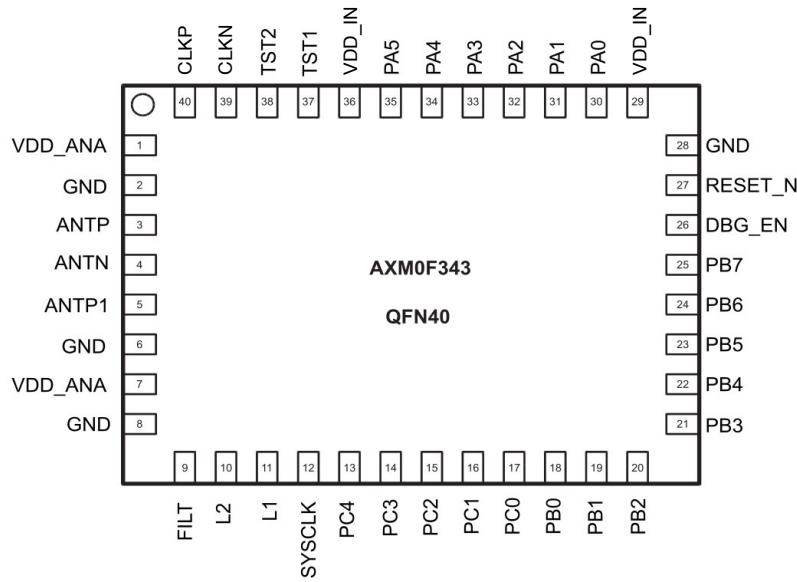 CLKP
CLKN
TST2
TST1
VDD_IN
PA5
PA4
PA3
PA2
PA1
PA0
VDD_IN
40 39 38 37 36 35 34 33 32 31 30 29
VDD_ANA 1
GND 2
ANTP 3
ANTN 4
ANTP1 5
GND 6
VDD_ANA 7
GND 8
AXM0F343
QFN40
28 GND
27 RESET_N
26 DBG_EN
25 PB7
24 PB6
23 PB5
22 PB4
21 PB3
9 10 11 12 13 14 15 16 17 18 19 20
FILT
L2
L1
SYSCLK
PC4
PC3
PC2
PC1
PC0
PB0
PB1
PB2